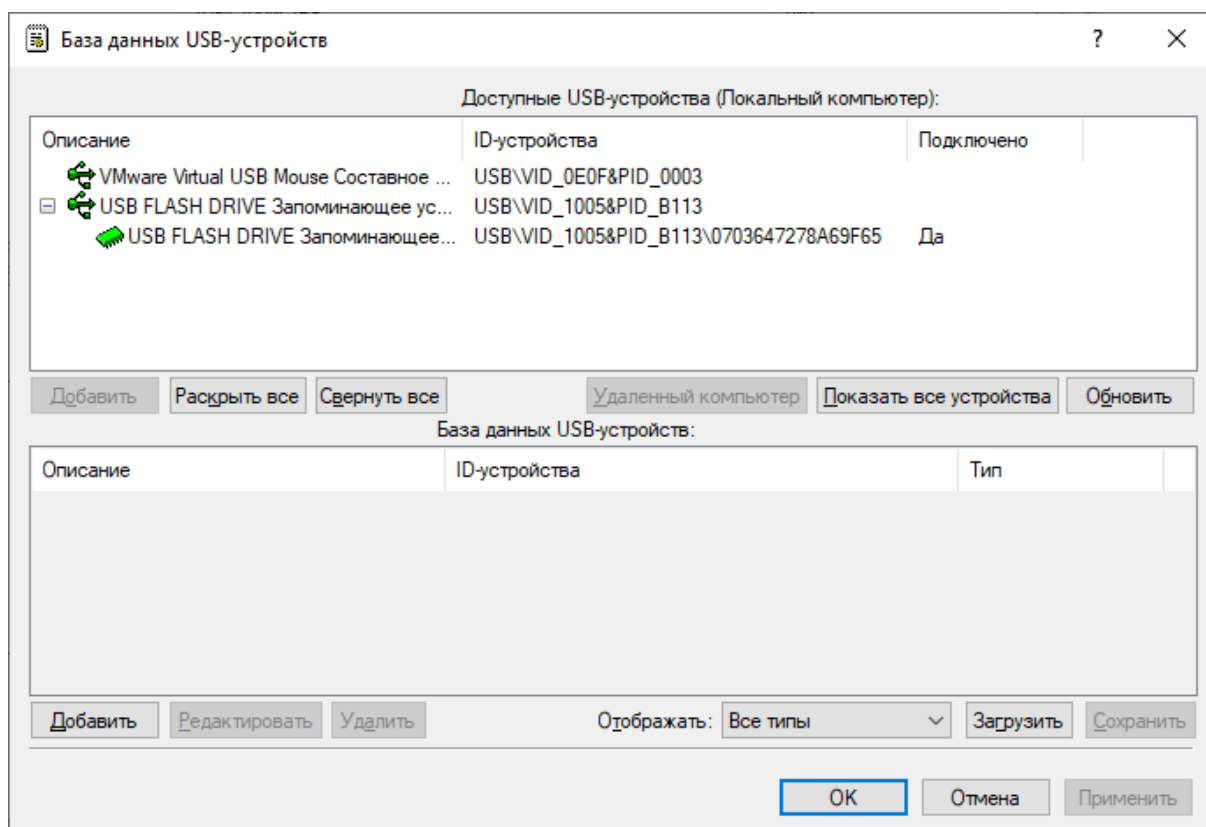 База данных USB-устройств
?
Доступные USB-устройства (Локальный компьютер):
Описание ID-устройства Подключено
VMware Virtual USB Mouse Составное ... USB\VID_0E0F&PID_0003
USB FLASH DRIVE Запоминающее ус... USB\VID_1005&PID_B113
USB FLASH DRIVE Запоминающее... USB\VID_1005&PID_B113\0703647278A69F65 Да
Добавить Раскрыть все Свернуть все Удаленный компьютер Показать все устройства Обновить
База данных USB-устройств:
Описание ID-устройства Тип
Добавить Редактировать Удалить Отображать: Все типы Загрузить Сохранить
OK Отмена Применить